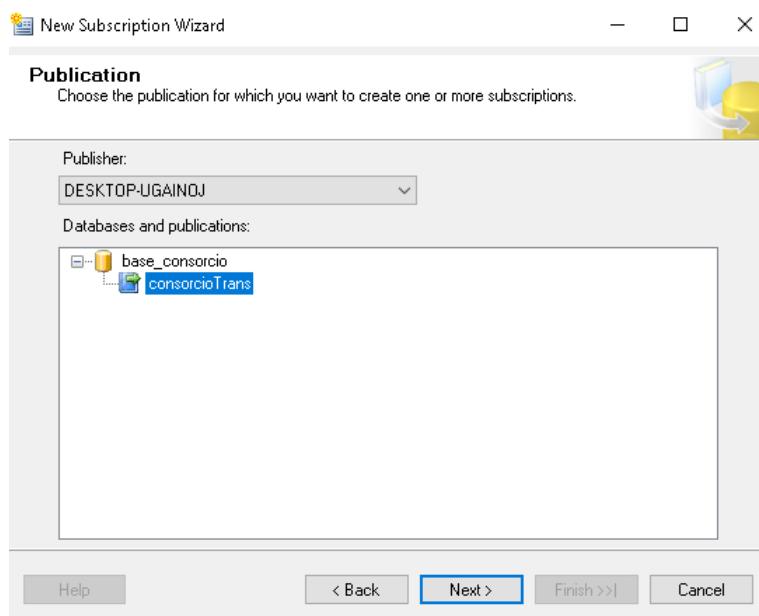 New Subscription Wizard
Publication
Choose the publication for which you want to create one or more subscriptions.
Publisher:
DESKTOP-UGAINOJ
Databases and publications:
base_consorcio
consorcioTrans
Help
< Back
Next >
Finish >>|
Cancel